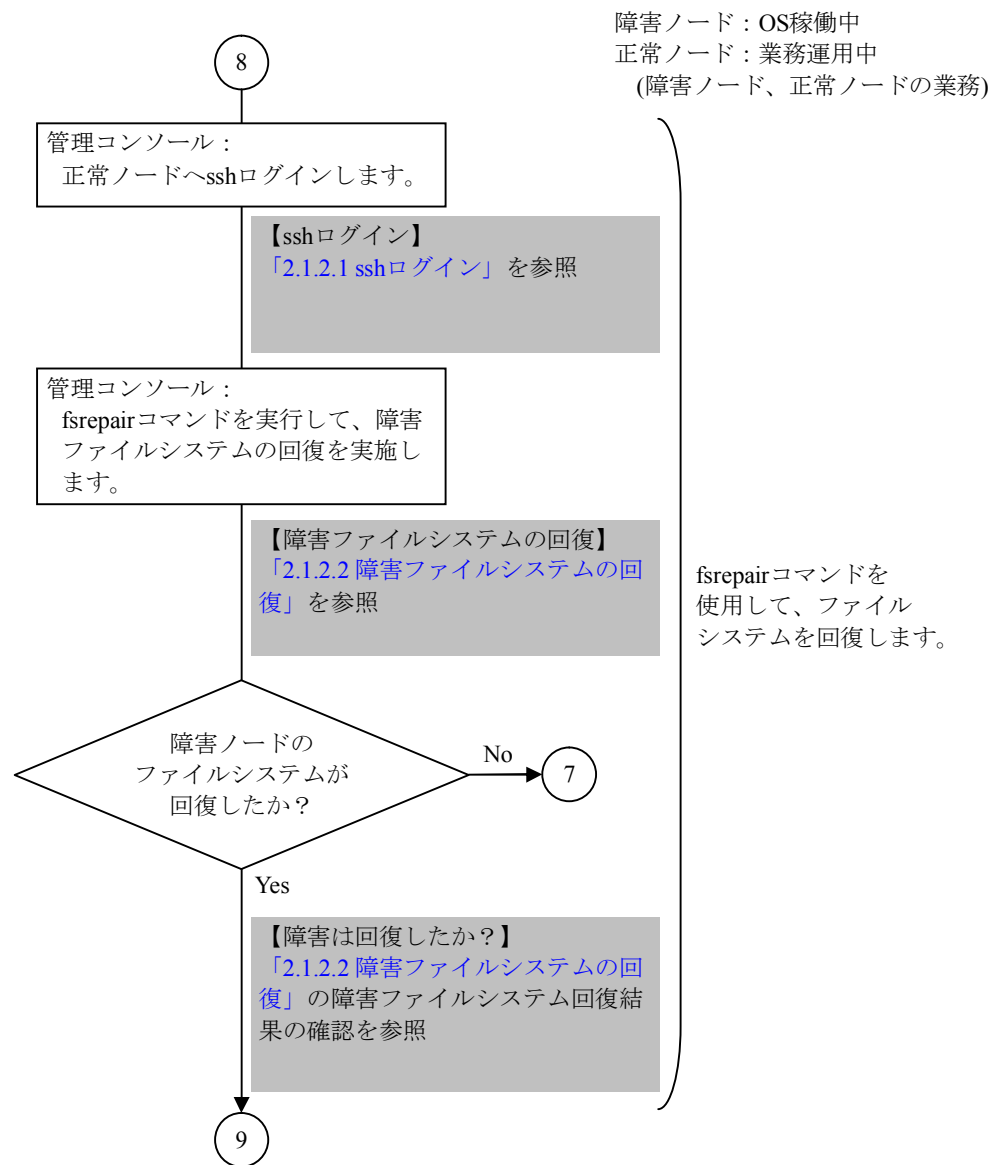 障害ノード：OS稼働中
正常ノード：業務運用中
(障害ノード、正常ノードの業務)
8
管理コンソール：
正常ノードへsshログインします。
【sshログイン】
「2.1.2.1 sshログイン」を参照
管理コンソール：
fsrepairコマンドを実行して、障害
ファイルシステムの回復を実施し
ます。
【障害ファイルシステムの回復】
「2.1.2.2 障害ファイルシステムの回
復」を参照
fsrepairコマンドを
使用して、ファイル
システムを回復します。
障害ノードの
ファイルシステムが
回復したか？
No
7
Yes
【障害は回復したか？】
「2.1.2.2 障害ファイルシステムの回
復」の障害ファイルシステム回復結
果の確認を参照
9